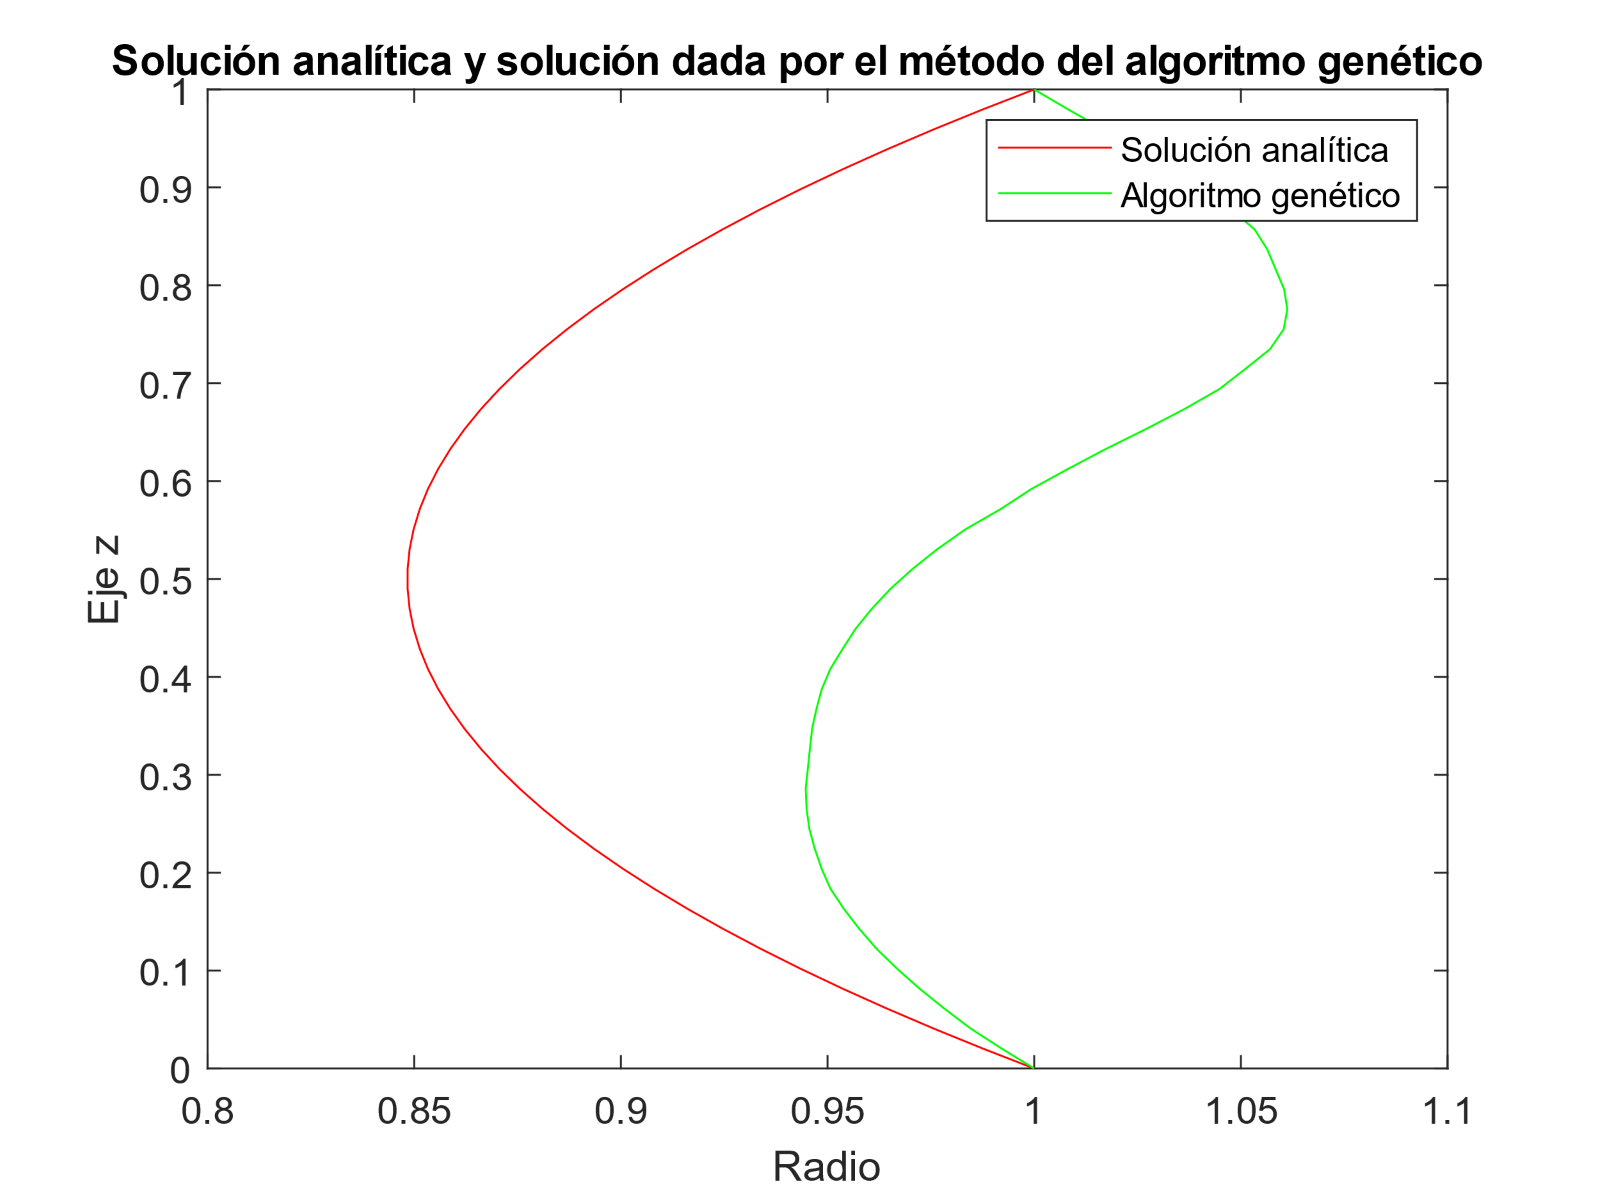 Solución analítica y solución dada por el método del algoritmo genético
1
0.9
0.8
0.7
0.6
0.5
0.4
0.3
0.2
0.1
0
Eje z
Solución analítica
Algoritmo genético
0.8 0.85 0.9 0.95 1 1.05 1.1
Radio